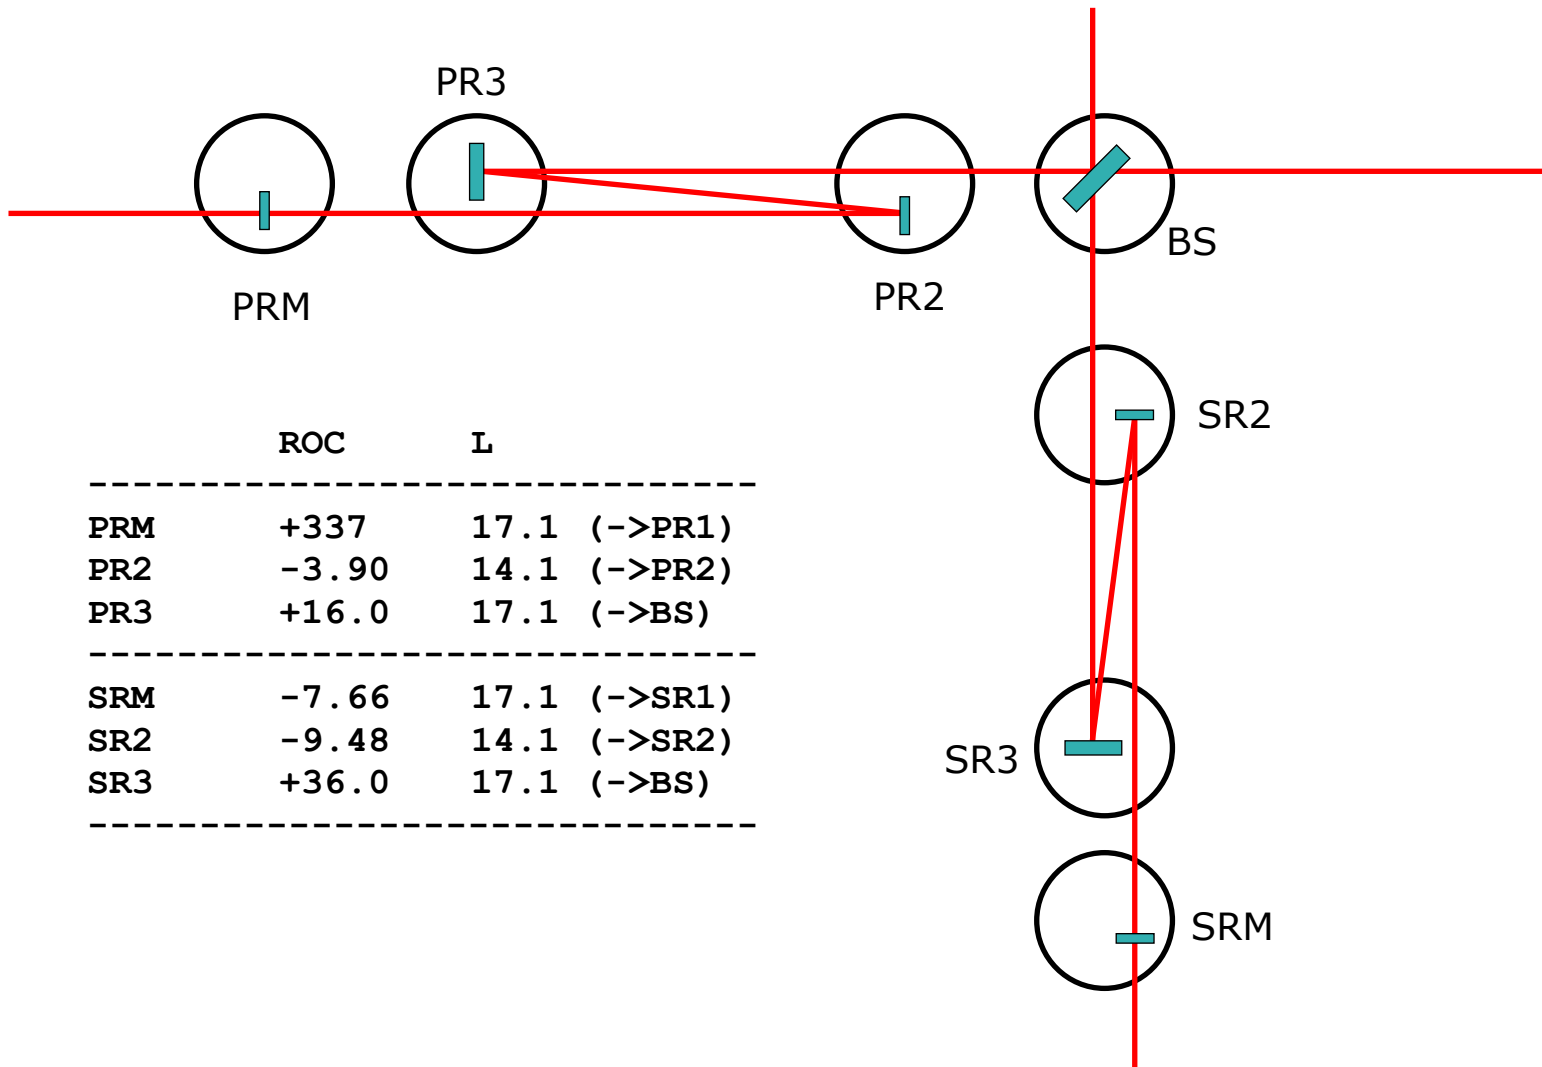 PR3
PRM
PR2
BS
SR2
SR3
SRM
ROC L
--------------------------------
PRM +337 17.1 (->PR1)
PR2 -3.90 14.1 (->PR2)
PR3 +16.0 17.1 (->BS)
--------------------------------
SRM -7.66 17.1 (->SR1)
SR2 -9.48 14.1 (->SR2)
SR3 +36.0 17.1 (->BS)
--------------------------------